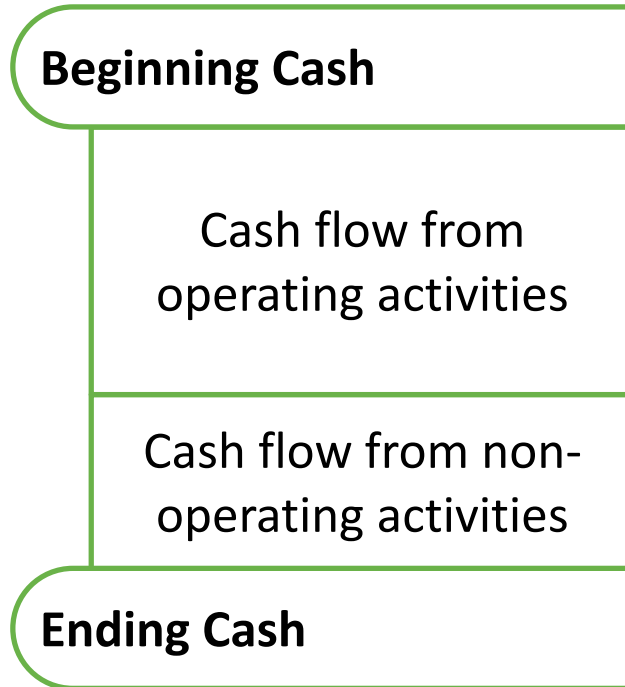 Beginning Cash
Cash flow from
operating activities
Cash flow from non-
operating activities
Ending Cash